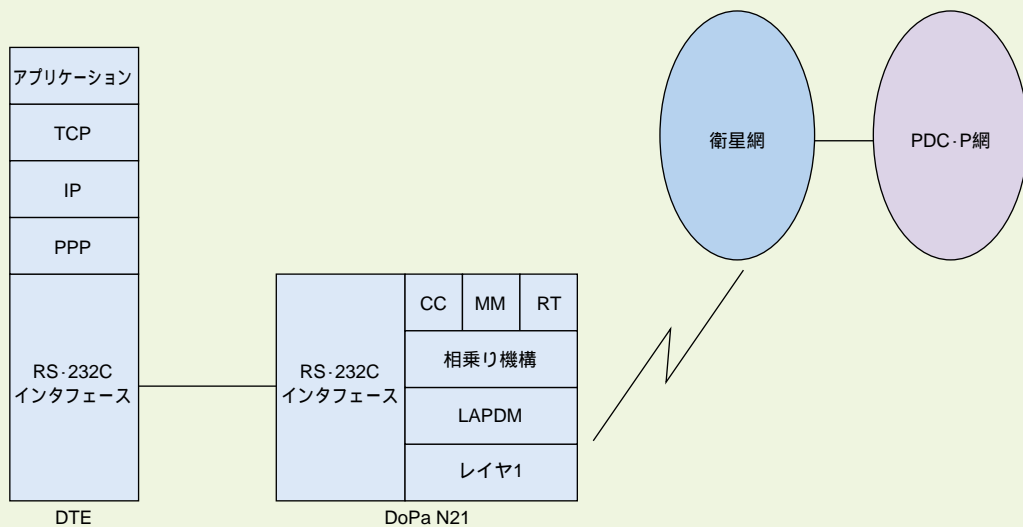 アプリケーション
TCP
IP
PPP
RS-232C
インタフェース
DTE
RS-232C
インタフェース
CC
MM
RT
相乗り機構
LAPDM
レイヤ1
DoPa N21
衛星網
PDC-P網